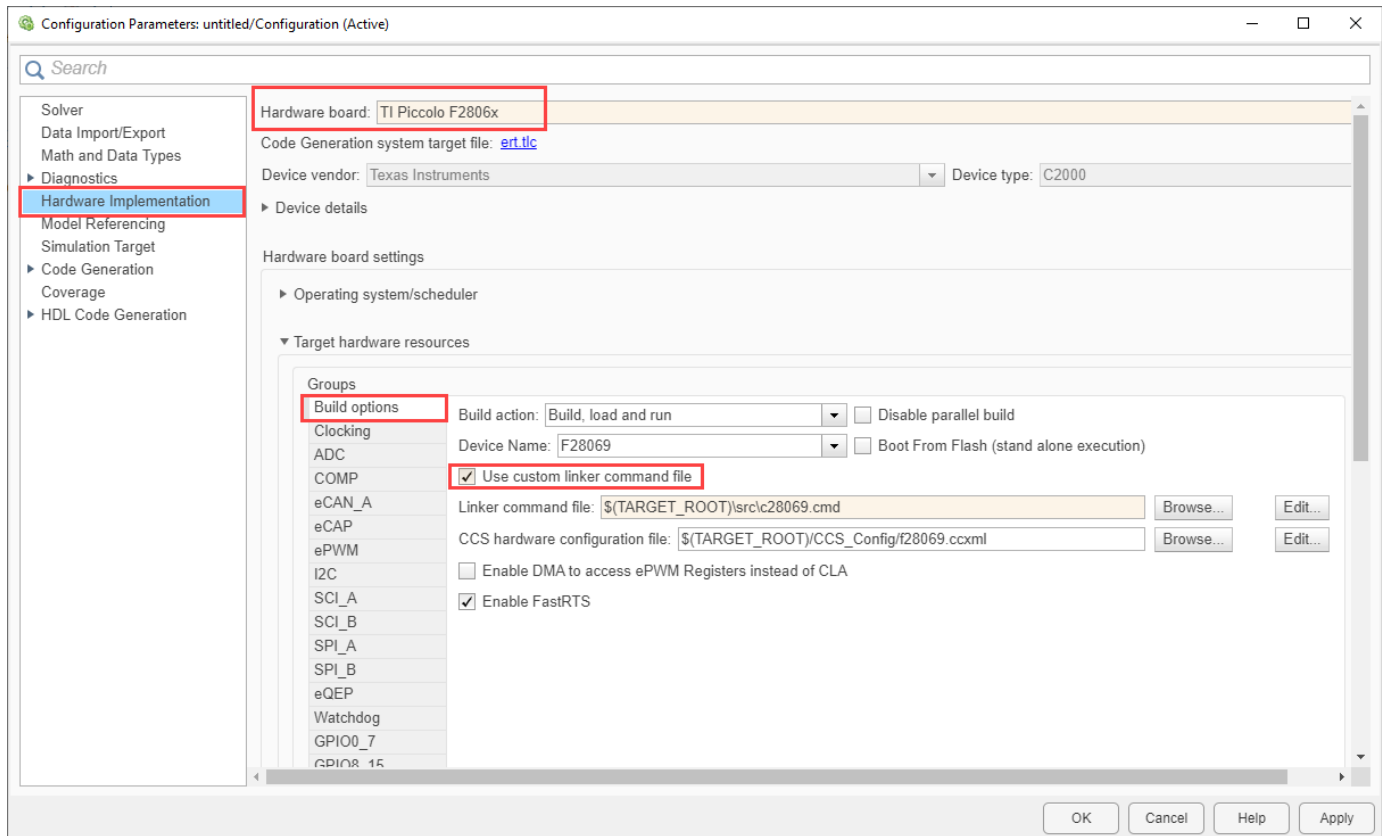 Configuration Parameters: untitled/Configuration (Active)
Search
Solver
Data Import/Export
Math and Data Types
Diagnostics
Hardware Implementation
Model Referencing
Simulation Target
Code Generation
Coverage
HDL Code Generation
Hardware board: TI Piccolo F2806x
Code Generation system target file: ert.tlc
Device vendor: Texas Instruments Device type: C2000
Device details
Hardware board settings
Operating system/scheduler
Target hardware resources
Groups
Build options
Clocking
ADC
COMP
eCAN_A
eCAP
ePWM
I2C
SCI_A
SCI_B
SPI_A
SPI_B
eQEP
Watchdog
GPIO0_7
GPIO8_15
Build action: Build, load and run Disable parallel build
Device Name: F28069 Boot From Flash (stand alone execution)
Use custom linker command file
Linker command file: $(TARGET_ROOT)\src\c28069.cmd Browse... Edit...
CCS hardware configuration file: $(TARGET_ROOT)/CCS_Config/f28069.ccxml Browse... Edit...
Enable DMA to access ePWM Registers instead of CLA
Enable FastRTS
OK Cancel Help Apply